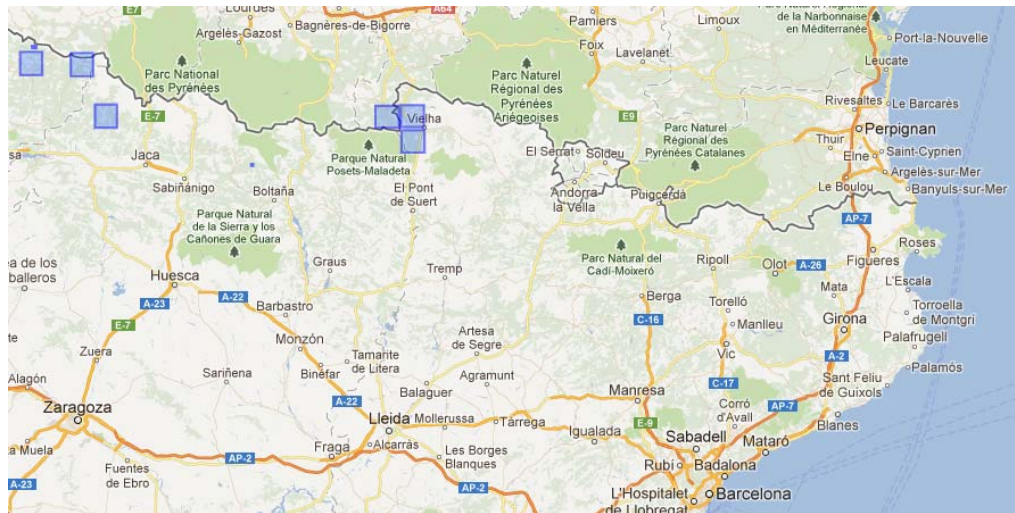 E7
Lourdes
Bagnères-de-Bigorre
A64
Argelès-Gazost
Pamiers
Limoux
Parc Naturel Régional
de la Narbonnaise
en Méditerranée
Port-la-Nouvelle
Foix
Lavelanet
Leucate
Parc National
des Pyrénées
Parc Naturel
Régional des
Pyrénées
Ariégeoises
Rivesaltes
Le Barcarès
E-7
Vielha
E9
Parc Naturel
Régional des
Pyrénées Catalanes
Perpignan
Thuir
Saint-Cyprien
Elne
Jaca
Parque Natural
Posets-Maladeta
El Serrat
Soldeu
Argelès-sur-Mer
Le Boulou
Banyuls-sur-Mer
Sabiñánigo
Boltaña
El Pont
de Suert
Andorra
la Vella
Puigcerdà
Parque Natural
de la Sierra y los
Cañones de Guara
AP-7
Roses
Figueres
Graus
Tremp
Parc Natural del
Cadí-Moixeró
Ripoll
Olot
A-26
ea de los
balleros
Huesca
A-22
A-23
Barbastro
Berga
Torelló
Mata
L'Escala
Torroella
de Montgri
E-7
C-16
Manlleu
Girona
Monzón
Artesa
de Segre
Vic
Palafrugell
Zuera
Tamarite
de Litera
A-2
Palamós
Sariñena
Binéfar
Balaguer
Agramunt
C-17
Sant Feliu
de Guixols
Alagón
A-22
Manresa
Corró
d'Avall
AP-7
Zaragoza
Lleida
Mollerussa
Tàrrega
E-9
Blanes
Igualada
Sabadell
Mataró
Muela
Fraga
Alcarràs
Les Borges
Blanques
AP-2
Fuentes
de Ebro
Rubí
Badalona
A-23
AP-2
L'Hospitalet
de Llobregat
Barcelona